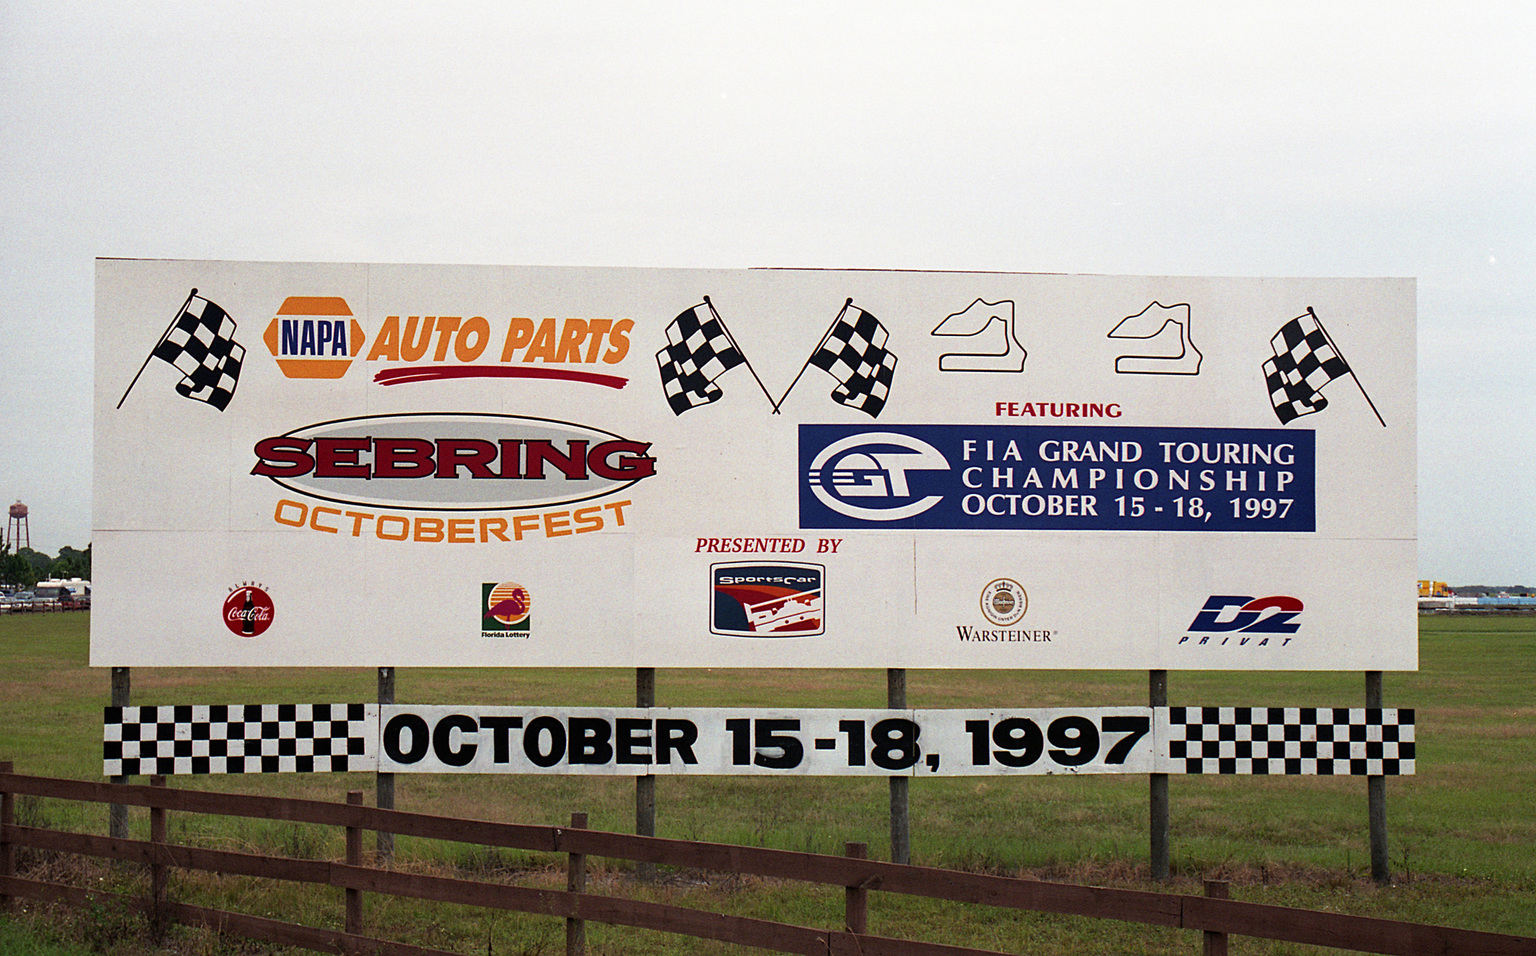 NAPA AUTO PARTS
SEBRING
OCTOBERFEST
FEATURING
GT
FIA GRAND TOURING
CHAMPIONSHIP
OCTOBER 15-18, 1997
PRESENTED BY
ALWAYS
Coca-Cola
Florida Lottery
SportsCar
WARSTEINER
D2
PRIVAT
OCTOBER 15-18, 1997